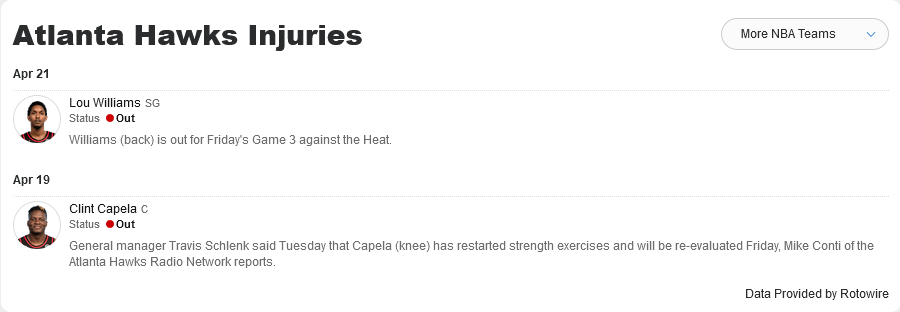 Atlanta Hawks Injuries
More NBA Teams
Apr 21
Lou Williams SG
Status Out
Williams (back) is out for Friday's Game 3 against the Heat.
Apr 19
Clint Capela C
Status Out
General manager Travis Schlenk said Tuesday that Capela (knee) has restarted strength exercises and will be re-evaluated Friday, Mike Conti of the
Atlanta Hawks Radio Network reports.
Data Provided by Rotowire